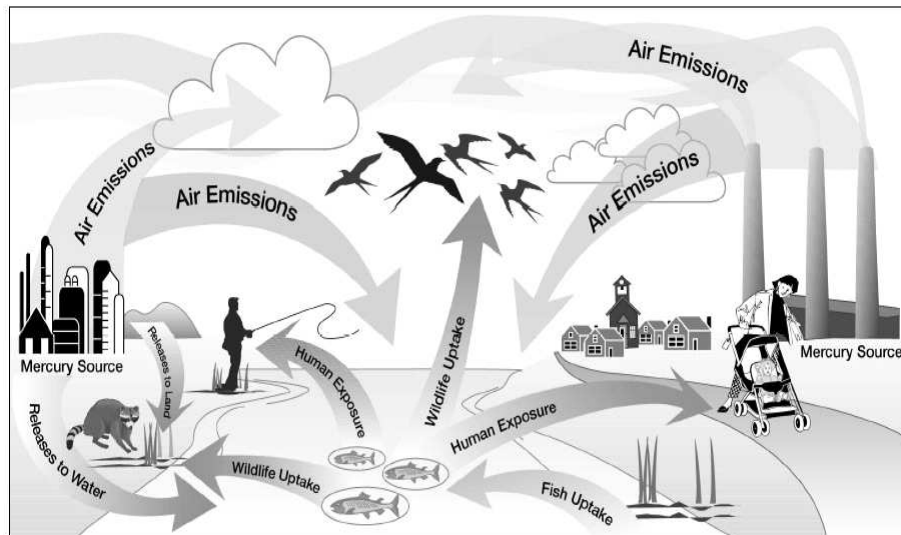 Air Emissions
Air Emissions
Air Emissions
Air Emissions
Mercury Source
Releases to Land
Human Exposure
Wildlife Uptake
Mercury Source
Releases to Water
Wildlife Uptake
Human Exposure
Fish Uptake